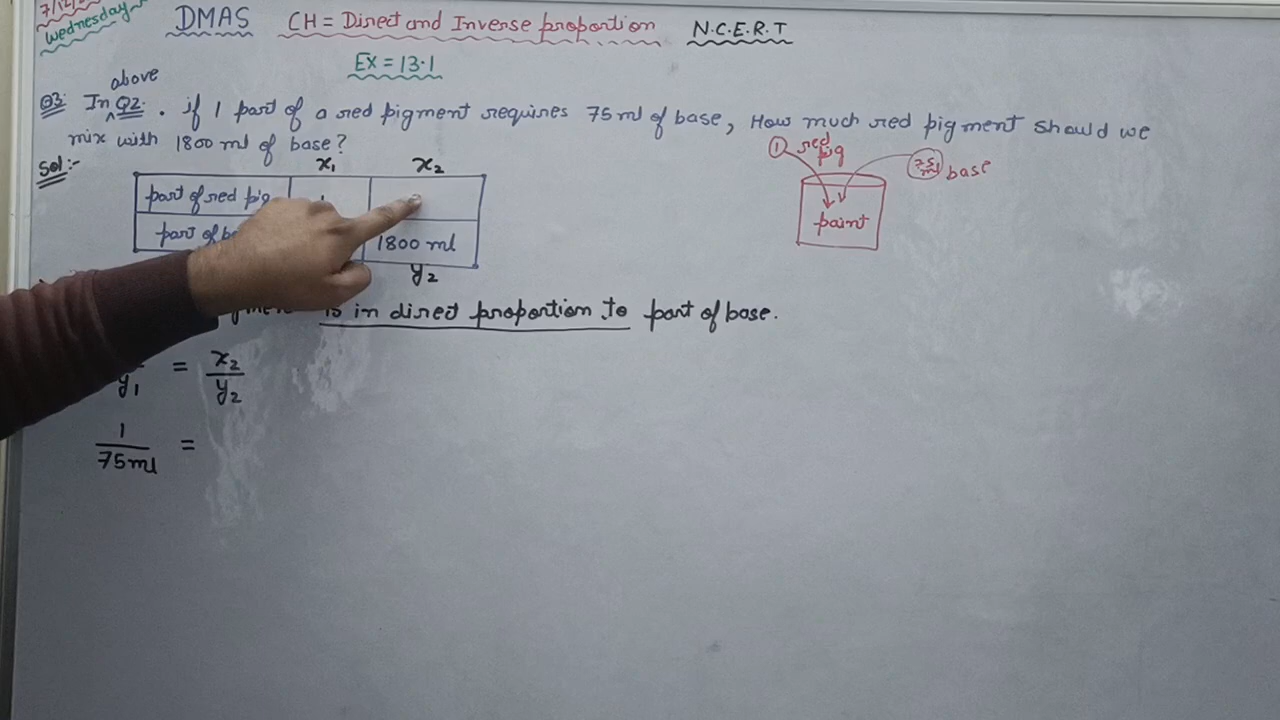 7/12/
Wednesday
DMAS CH = Direct and Inverse proportion N.C.E.R.T
EX = 13.1
above
Q3: In Q2. if 1 part of a red pigment requires 75 ml of base, How much red pigment should we
mix with 1800 ml of base?
Sol:-
x₁ x₂
part of red pig
part of
1800 ml
y₂
is in direct proportion to part of base.
y₁ = x₂/y₂
1/75ml =
1 red pig
75 ml base
paint